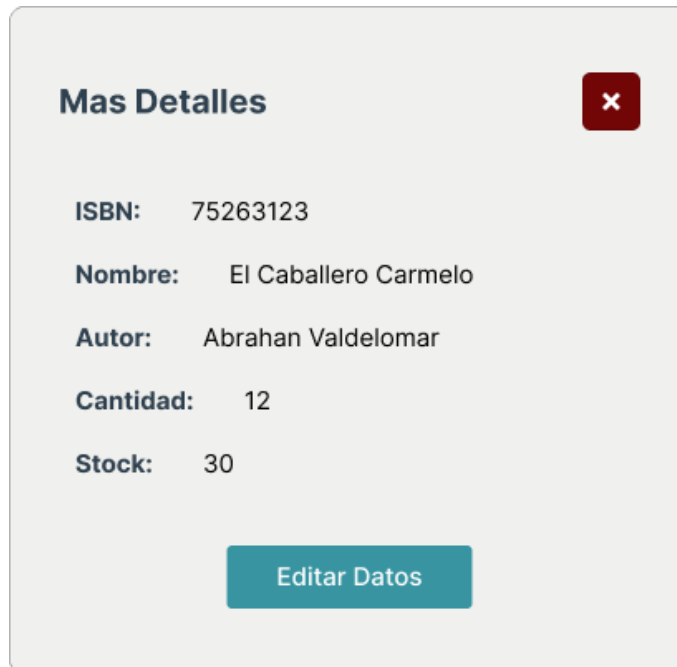 Mas Detalles
ISBN: 75263123
Nombre: El Caballero Carmelo
Autor: Abrahan Valdelomar
Cantidad: 12
Stock: 30
Editar Datos